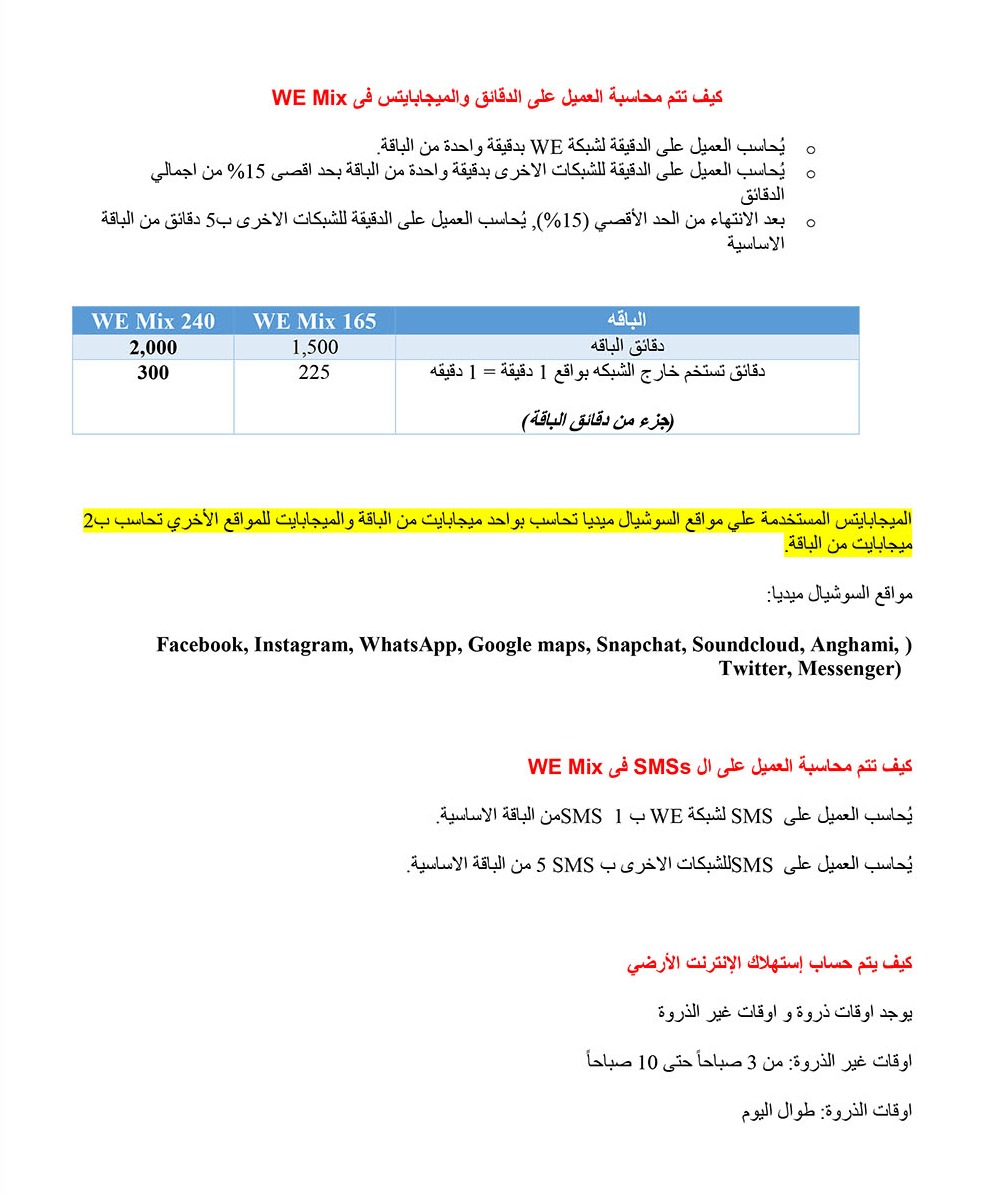 كيف تتم محاسبة العميل على الدقائق والميجابايتس فى WE Mix
○ يُحاسب العميل على الدقيقة لشبكة WE بدقيقة واحدة من الباقة.
○ يُحاسب العميل على الدقيقة للشبكات الاخرى بدقيقة واحدة من الباقة بحد اقصى 15% من اجمالي
الدقائق
○ بعد الانتهاء من الحد الأقصي (15%), يُحاسب العميل على الدقيقة للشبكات الاخرى ب5 دقائق من الباقة
الاساسية
الباقه WE Mix 165 WE Mix 240
دقائق الباقه 1,500 2,000
دقائق تستخم خارج الشبكه بواقع 1 دقيقة = 1 دقيقه 225 300
(جزء من دقائق الباقة)
الميجابايتس المستخدمة علي مواقع السوشيال ميديا تحاسب بواحد ميجابايت من الباقة والميجابايت للمواقع الأخري تحاسب ب2
ميجابايت من الباقة.
مواقع السوشيال ميديا:
Facebook, Instagram, WhatsApp, Google maps, Snapchat, Soundcloud, Anghami, )
Twitter, Messenger)
كيف تتم محاسبة العميل على ال SMSs فى WE Mix
يُحاسب العميل على SMS لشبكة WE ب 1 SMSمن الباقة الاساسية.
يُحاسب العميل على SMSللشبكات الاخرى ب 5 SMS من الباقة الاساسية.
كيف يتم حساب إستهلاك الإنترنت الأرضي
يوجد اوقات ذروة و اوقات غير الذروة
اوقات غير الذروة: من 3 صباحاً حتى 10 صباحاً
اوقات الذروة: طوال اليوم